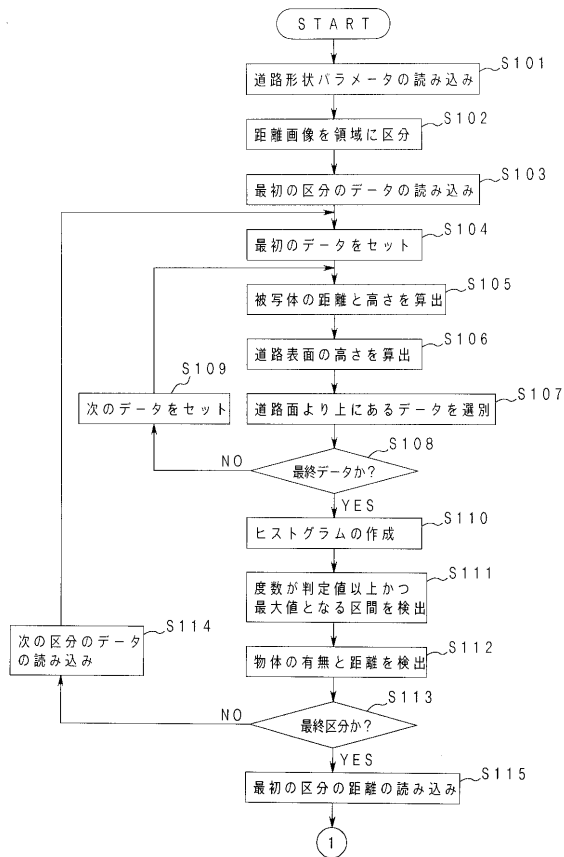 START
道路形状パラメータの読み込み
S101
距離画像を領域に区分
S102
最初の区分のデータの読み込み
S103
最初のデータをセット
S104
被写体の距離と高さを算出
S105
道路表面の高さを算出
S106
道路面より上にあるデータを選別
S107
次のデータをセット
S109
最終データか?
S108
NO
YES
ヒストグラムの作成
S110
度数が判定値以上かつ
最大値となる区間を検出
S111
物体の有無と距離を検出
S112
次の区分のデータ
の読み込み
S114
最終区分か?
S113
NO
YES
最初の区分の距離の読み込み
S115
1